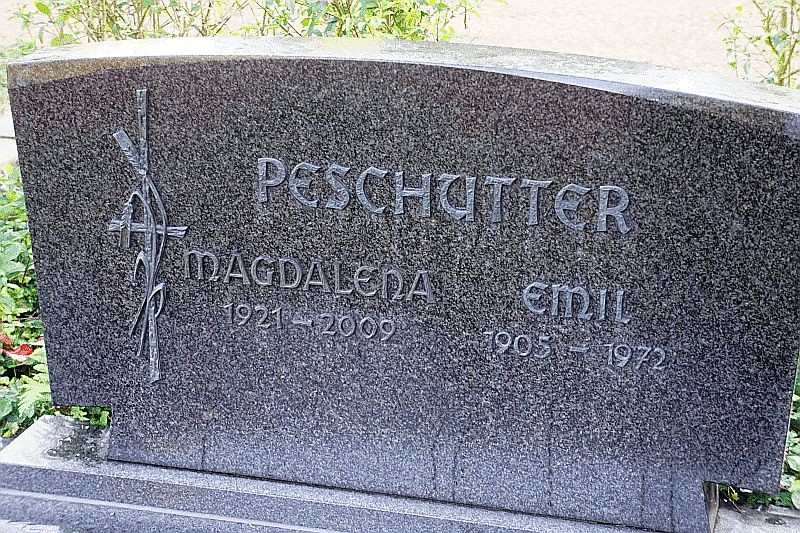 PESCHUTTER
MAGDALENA EMIL
1921 – 2009 1905 – 1972